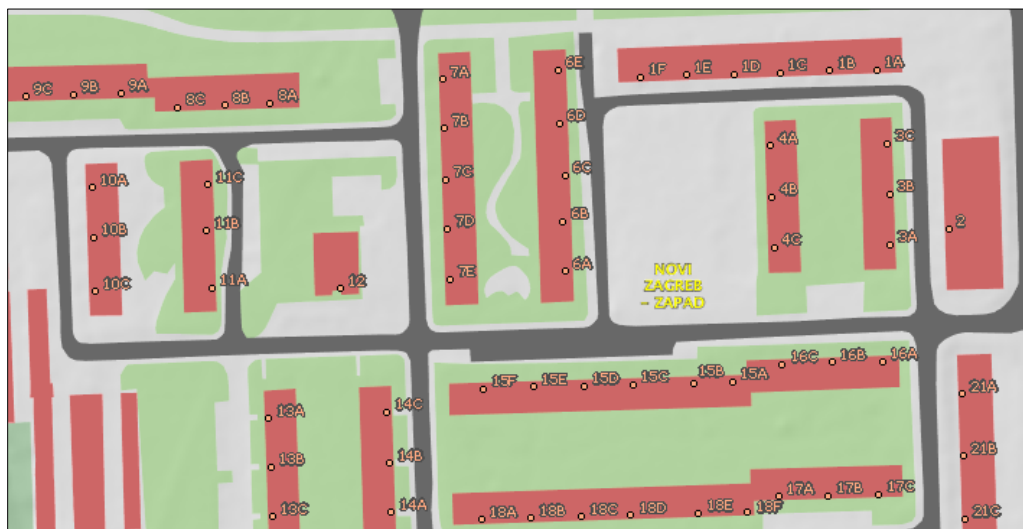 6E
1F
1E
1D
1C
1B
1A
9C
9B
9A
7A
8C
8B
8A
7B
6D
4A
3C
10A
11C
7C
6C
4B
3B
10B
11B
7D
6B
2
10C
11A
12
7E
6A
4C
3A
NOVI
ZAGREB
- ZAPAD
15F
15E
15D
15C
15B
15A
16C
16B
16A
13A
14C
21A
13B
14B
21B
13C
14A
18A
18B
18C
18D
18E
18F
17A
17B
17C
21C